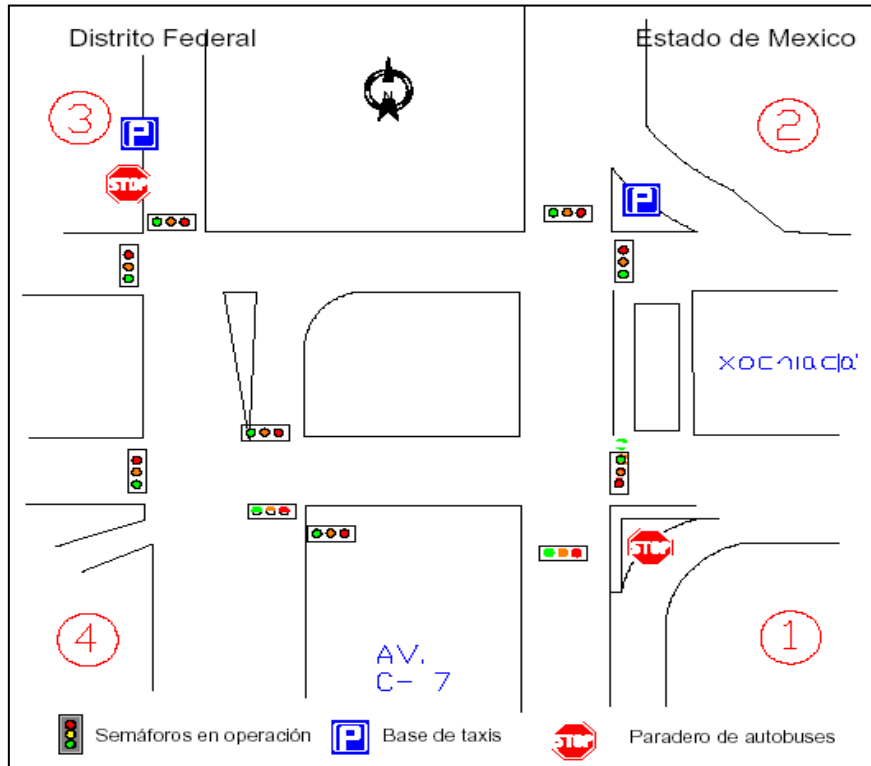 Distrito Federal
Estado de Mexico
N
3
P
STOP
2
P
AV.
C- 7
STOP
4
1
Semáforos en operación
P
Base de taxis
STOP
Paradero de autobuses